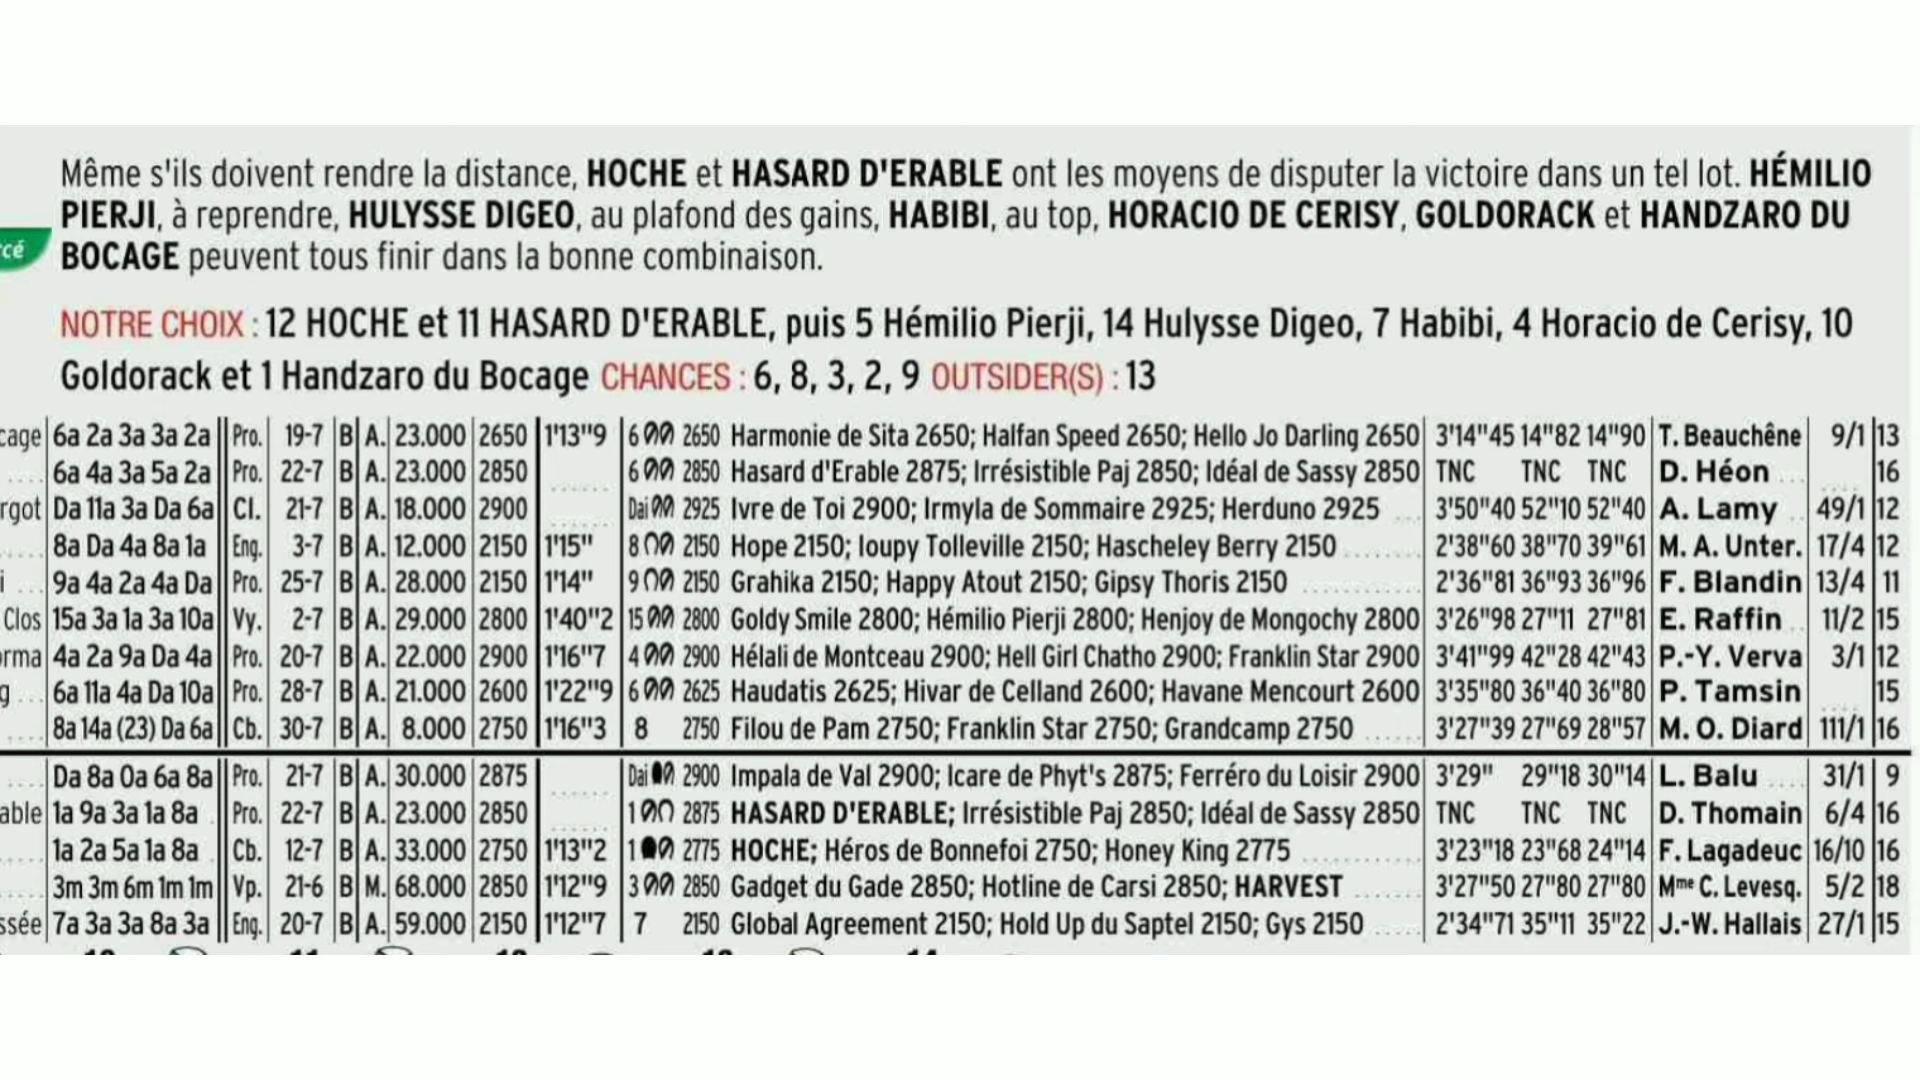 Même s'ils doivent rendre la distance, HOCHE et HASARD D'ERABLE ont les moyens de disputer la victoire dans un tel lot. HÉMILIO
PIERJI, à reprendre, HULYSSE DIGEO, au plafond des gains, HABIBI, au top, HORACIO DE CERISY, GOLDORACK et HANDZARO DU
BOCAGE peuvent tous finir dans la bonne combinaison.
rcé
NOTRE CHOIX : 12 HOCHE et 11 HASARD D'ERABLE, puis 5 Hémilio Pierji, 14 Hulysse Digeo, 7 Habibi, 4 Horacio de Cerisy, 10
Goldorack et 1 Handzaro du Bocage CHANCES : 6, 8, 3, 2, 9 OUTSIDER(S) : 13
cage 6a 2a 3a 3a 2a Pro. 19-7 B A. 23.000 2650 1'13"9 6 2650 Harmonie de Sita 2650; Halfan Speed 2650; Hello Jo Darling 2650 3'14"45 14"82 14"90 T. Beauchêne 9/1 13
6a 4a 3a 5a 2a Pro. 22-7 B A. 23.000 2850 6 2850 Hasard d'Erable 2875; Irrésistible Paj 2850; Idéal de Sassy 2850 TNC TNC TNC D. Héon 16
rgot Da 11a 3a Da 6a Cl. 21-7 B A. 18.000 2900 Dai 2925 Ivre de Toi 2900; Irmyla de Sommaire 2925; Herduno 2925 3'50"40 52"10 52"40 A. Lamy 49/1 12
8a Da 4a 8a 1a Eng. 3-7 B A. 12.000 2150 1'15" 8 2150 Hope 2150; Ioupy Tolleville 2150; Hascheley Berry 2150 2'38"60 38"70 39"61 M. A. Unter. 17/4 12
i 9a 4a 2a 4a Da Pro. 25-7 B A. 28.000 2150 1'14" 9 2150 Grahika 2150; Happy Atout 2150; Gipsy Thoris 2150 2'36"81 36"93 36"96 F. Blandin 13/4 11
Clos 15a 3a 1a 3a 10a Vy. 2-7 B A. 29.000 2800 1'40"2 15 2800 Goldy Smile 2800; Hémilio Pierji 2800; Henjoy de Mongochy 2800 3'26"98 27"11 27"81 E. Raffin 11/2 15
orma 4a 2a 9a Da 4a Pro. 20-7 B A. 22.000 2900 1'16"7 4 2900 Hélali de Montceau 2900; Hell Girl Chatho 2900; Franklin Star 2900 3'41"99 42"28 42"43 P.-Y. Verva 3/1 12
g 6a 11a 4a Da 10a Pro. 28-7 B A. 21.000 2600 1'22"9 6 2625 Haudatis 2625; Hivar de Celland 2600; Havane Mencourt 2600 3'35"80 36"40 36"80 P. Tamsin 15
8a 14a (23) Da 6a Cb. 30-7 B A. 8.000 2750 1'16"3 8 2750 Filou de Pam 2750; Franklin Star 2750; Grandcamp 2750 3'27"39 27"69 28"57 M. O. Diard 111/1 16
Da 8a 0a 6a 8a Pro. 21-7 B A. 30.000 2875 Dai 2900 Impala de Val 2900; Icare de Phyt's 2875; Ferréro du Loisir 2900 3'29" 29"18 30"14 L. Balu 31/1 9
able 1a 9a 3a 1a 8a Pro. 22-7 B A. 23.000 2850 1 2875 HASARD D'ERABLE; Irrésistible Paj 2850; Idéal de Sassy 2850 TNC TNC TNC D. Thomain 6/4 16
1a 2a 5a 1a 8a Cb. 12-7 B A. 33.000 2750 1'13"2 1 2775 HOCHE; Héros de Bonnefoi 2750; Honey King 2775 3'23"18 23"68 24"14 F. Lagadeuc 16/10 16
3m 3m 6m 1m 1m Vp. 21-6 B M. 68.000 2850 1'12"9 3 2850 Gadget du Gade 2850; Hotline de Carsi 2850; HARVEST 3'27"50 27"80 27"80 Mme C. Levesq. 5/2 18
ssée 7a 3a 3a 8a 3a Eng. 20-7 B A. 59.000 2150 1'12"7 7 2150 Global Agreement 2150; Hold Up du Saptel 2150; Gys 2150 2'34"71 35"11 35"22 J.-W. Hallais 27/1 15